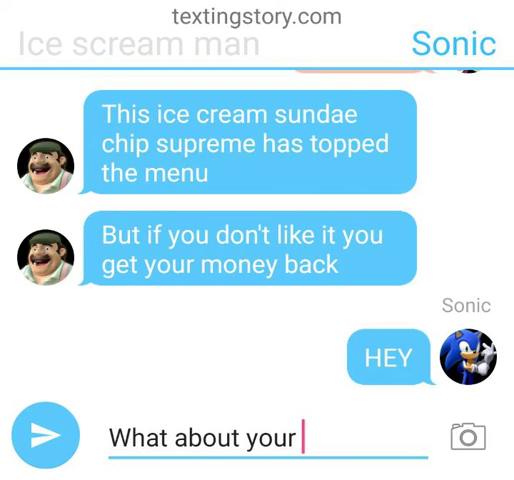 textingstory.com
Ice scream man
Sonic
This ice cream sundae
chip supreme has topped
the menu
But if you don't like it you
get your money back
Sonic
HEY
What about your